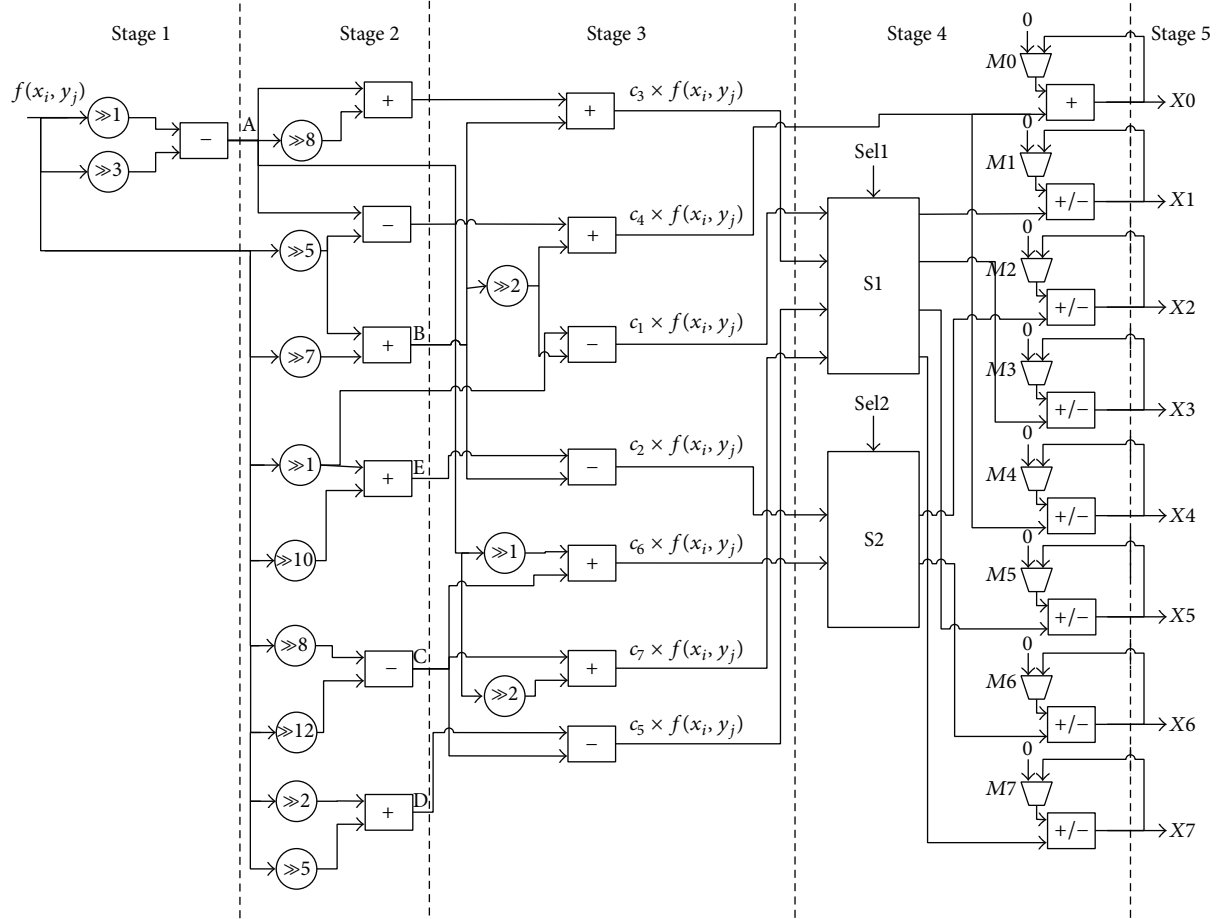 Stage 1
Stage 2
Stage 3
Stage 4
Stage 5
f(x_i, y_j)
≫1
≫3
−
A
≫8
+
≫5
−
≫7
+
B
≫1
+
E
≫10
≫8
−
C
≫12
≫2
+
D
≫5
+
c_3 × f(x_i, y_j)
+
c_4 × f(x_i, y_j)
≫2
−
c_1 × f(x_i, y_j)
−
c_2 × f(x_i, y_j)
≫1
+
c_6 × f(x_i, y_j)
+
c_7 × f(x_i, y_j)
≫2
−
c_5 × f(x_i, y_j)
Sel1
S1
Sel2
S2
0
M0
+
X0
0
M1
+/−
X1
0
M2
+/−
X2
0
M3
+/−
X3
0
M4
+/−
X4
0
M5
+/−
X5
0
M6
+/−
X6
0
M7
+/−
X7